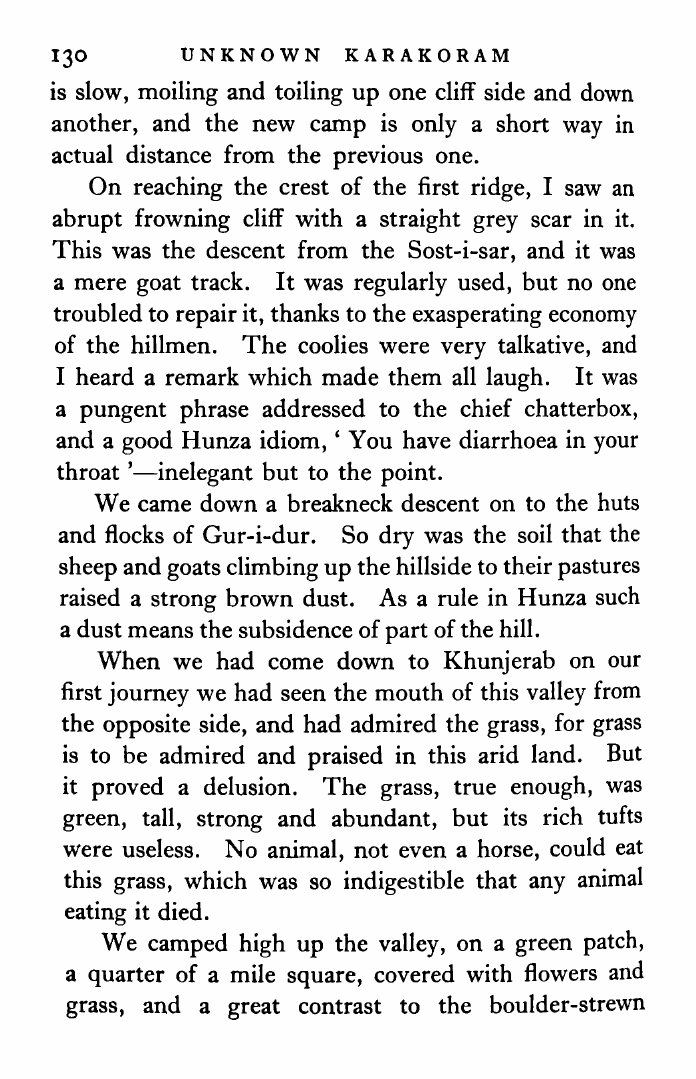 130 UNKNOWN KARAKORAM
is slow, moiling and toiling up one cliff side and down
another, and the new camp is only a short way in
actual distance from the previous one.
On reaching the crest of the first ridge, I saw an
abrupt frowning cliff with a straight grey scar in it.
This was the descent from the Sost-i-sar, and it was
a mere goat track. It was regularly used, but no one
troubled to repair it, thanks to the exasperating economy
of the hillmen. The coolies were very talkative, and
I heard a remark which made them all laugh. It was
a pungent phrase addressed to the chief chatterbox,
and a good Hunza idiom, ‘ You have diarrhoea in your
throat ’—inelegant but to the point.
We came down a breakneck descent on to the huts
and flocks of Gur-i-dur. So dry was the soil that the
sheep and goats climbing up the hillside to their pastures
raised a strong brown dust. As a rule in Hunza such
a dust means the subsidence of part of the hill.
When we had come down to Khunjerab on our
first journey we had seen the mouth of this valley from
the opposite side, and had admired the grass, for grass
is to be admired and praised in this arid land. But
it proved a delusion. The grass, true enough, was
green, tall, strong and abundant, but its rich tufts
were useless. No animal, not even a horse, could eat
this grass, which was so indigestible that any animal
eating it died.
We camped high up the valley, on a green patch,
a quarter of a mile square, covered with flowers and
grass, and a great contrast to the boulder-strewn